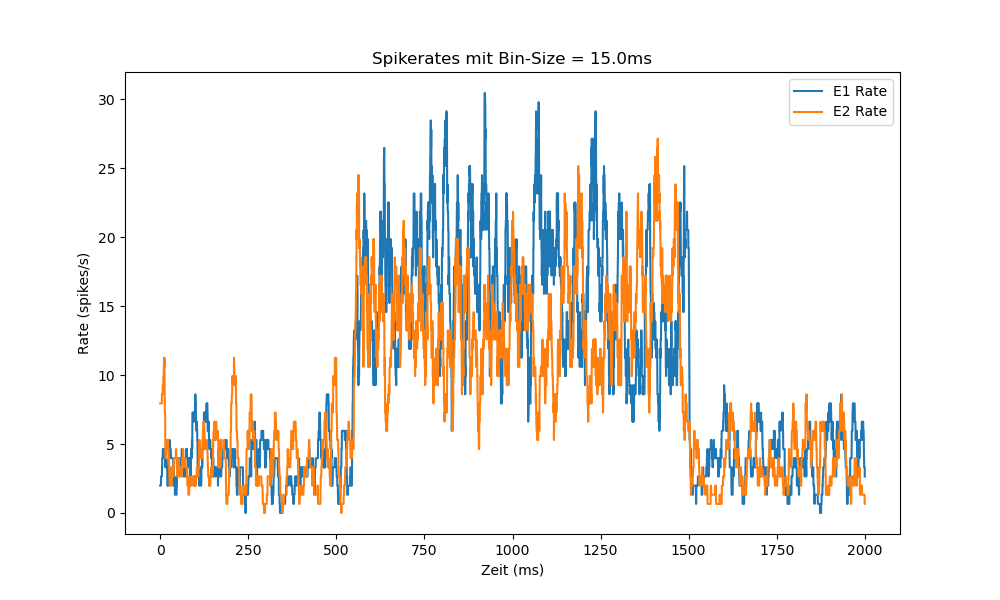 Spikerates mit Bin-Size = 15.0ms
E1 Rate
E2 Rate
Rate (spikes/s)
30
25
20
15
10
5
0
0 250 500 750 1000 1250 1500 1750 2000
Zeit (ms)